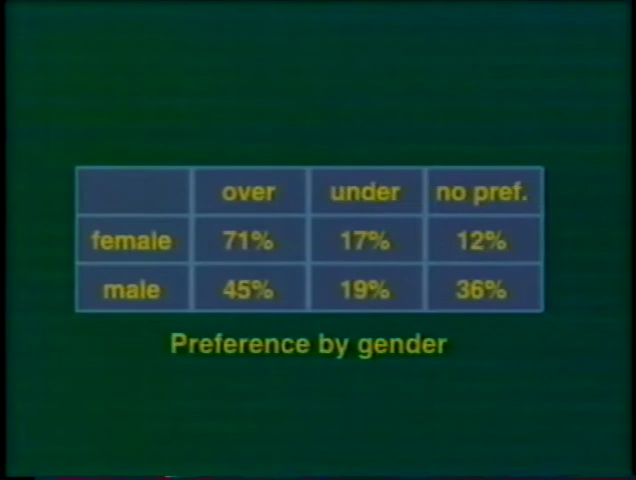 over under no pref.
female 71% 17% 12%
male 45% 19% 36%
Preference by gender